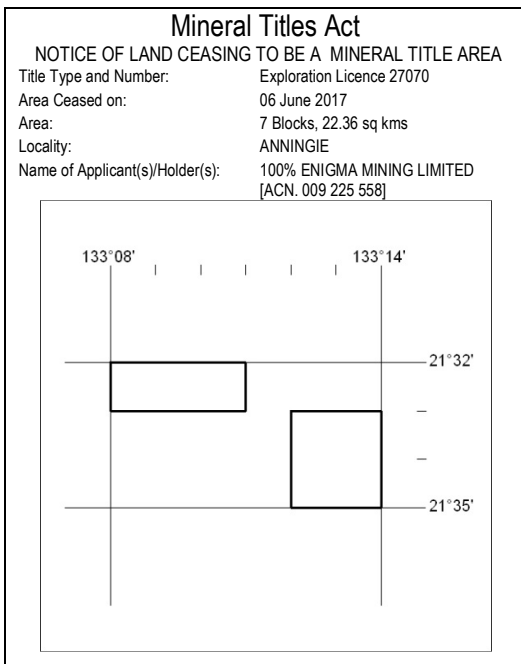 Mineral Titles Act
NOTICE OF LAND CEASING TO BE A MINERAL TITLE AREA
Title Type and Number: Exploration Licence 27070
Area Ceased on: 06 June 2017
Area: 7 Blocks, 22.36 sq kms
Locality: ANNINGIE
Name of Applicant(s)/Holder(s): 100% ENIGMA MINING LIMITED
[ACN. 009 225 558]
133°08' 133°14'
21°32'
21°35'